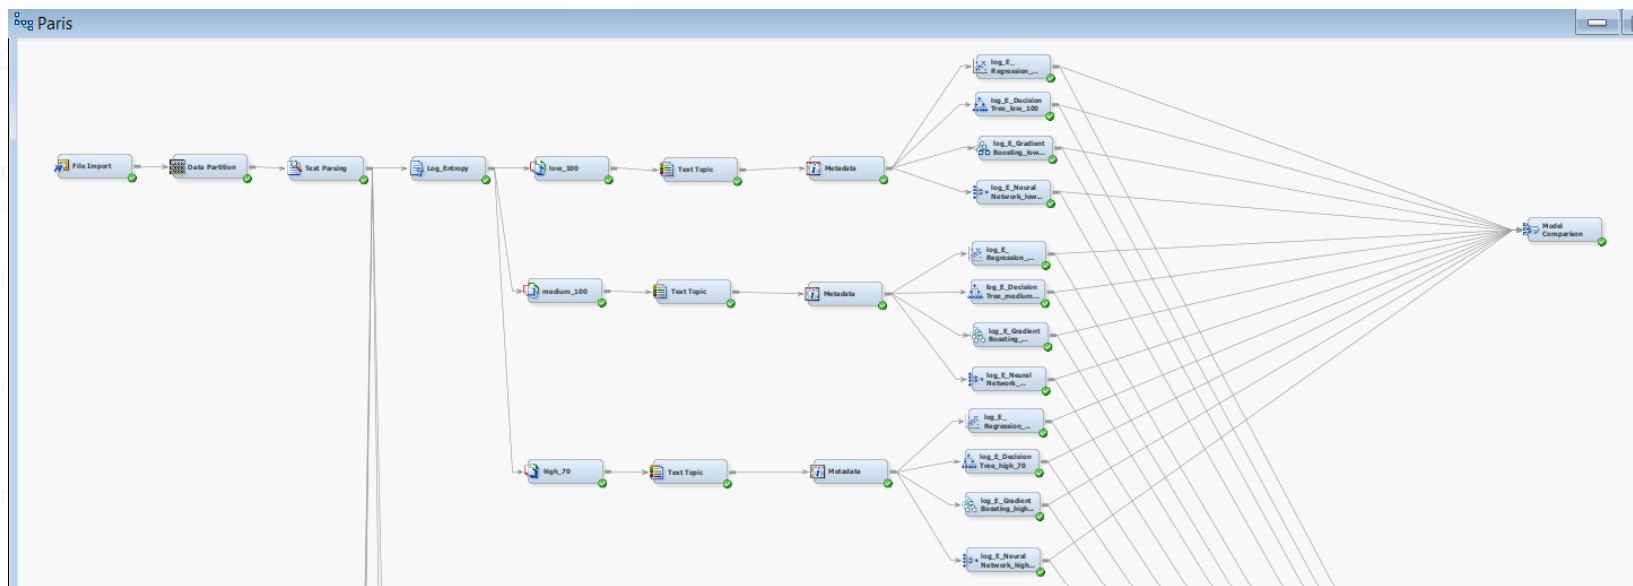 Paris
File Import
Data Partition
Text Parsing
Log_Entropy
low_100
Text Topic
Metadata
log_E_
Regression_...
log_E_Decision
Tree_low_100
log_E_Gradient
Boosting_low...
log_E_Neural
Network_low...
Model
Comparison
medium_100
Text Topic
Metadata
log_E_
Regression_...
log_E_Decision
Tree_medium...
log_E_Gradient
Boosting_...
log_E_Neural
Network_...
high_70
Text Topic
Metadata
log_E_
Regression_...
log_E_Decision
Tree_high_70
log_E_Gradient
Boosting_high...
log_E_Neural
Network_high...